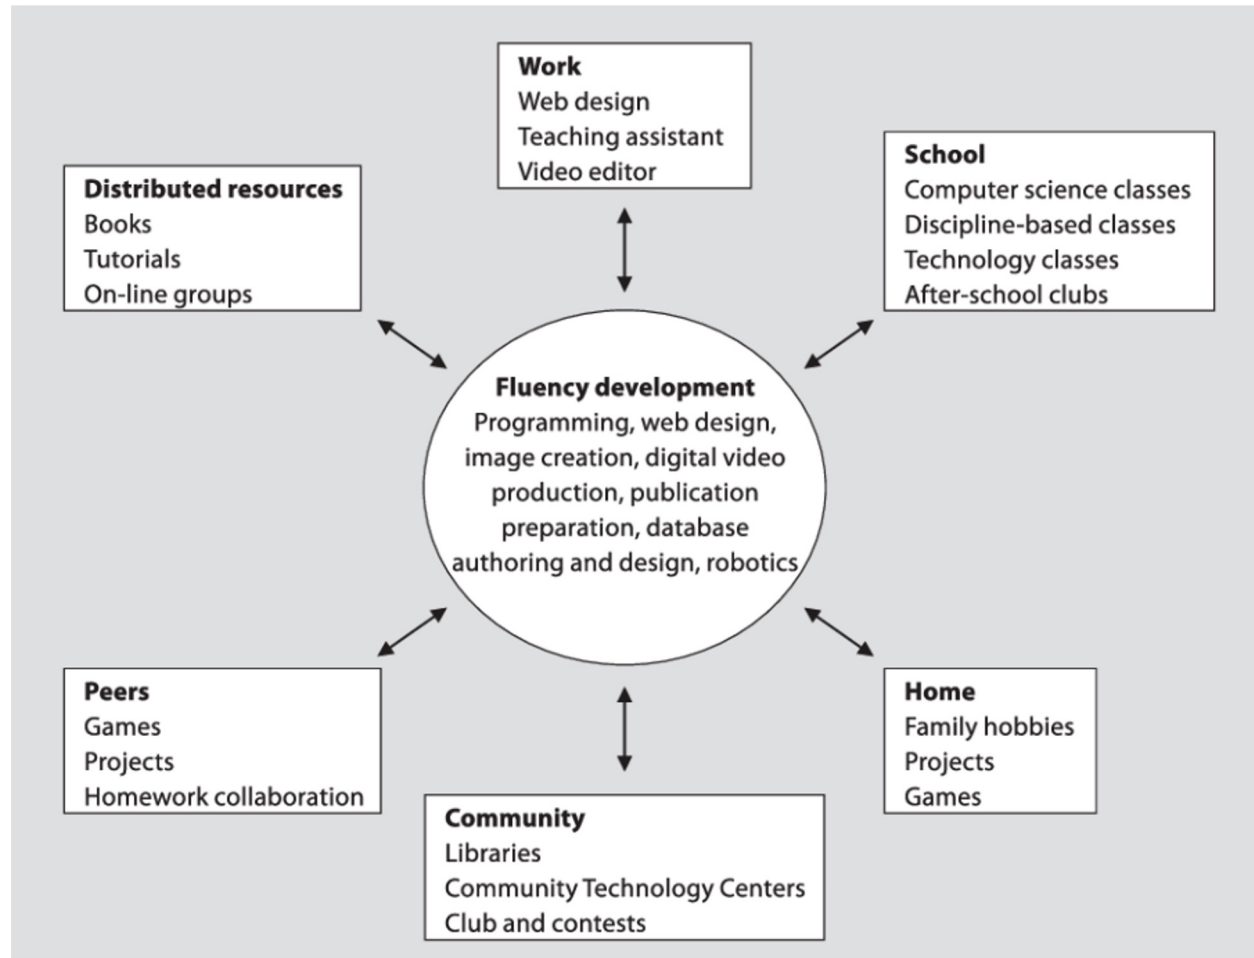 Work
Web design
Teaching assistant
Video editor
School
Computer science classes
Discipline-based classes
Technology classes
After-school clubs
Distributed resources
Books
Tutorials
On-line groups
Fluency development
Programming, web design,
image creation, digital video
production, publication
preparation, database
authoring and design, robotics
Peers
Games
Projects
Homework collaboration
Home
Family hobbies
Projects
Games
Community
Libraries
Community Technology Centers
Club and contests